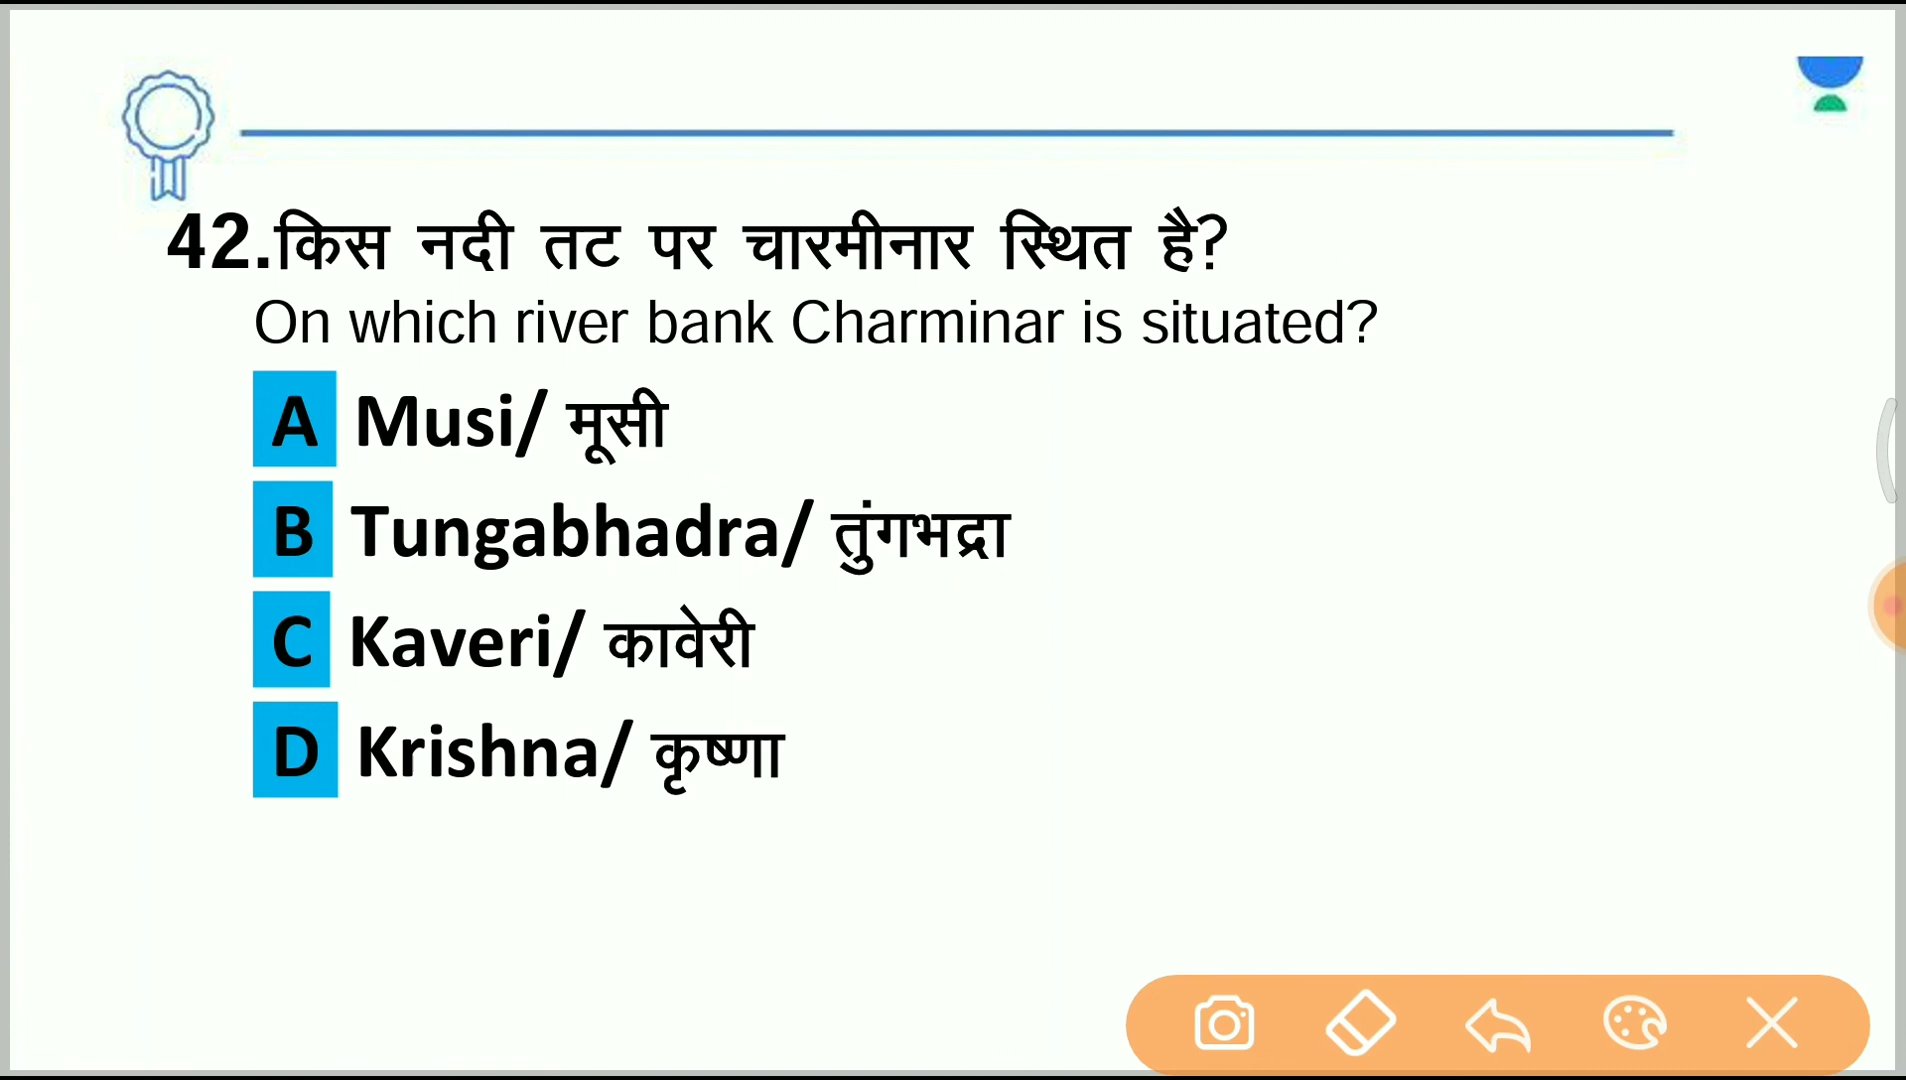 42.किस नदी तट पर चारमीनार स्थित है?
On which river bank Charminar is situated?
A Musi/ मूसी
B Tungabhadra/ तुंगभद्रा
C Kaveri/ कावेरी
D Krishna/ कृष्णा